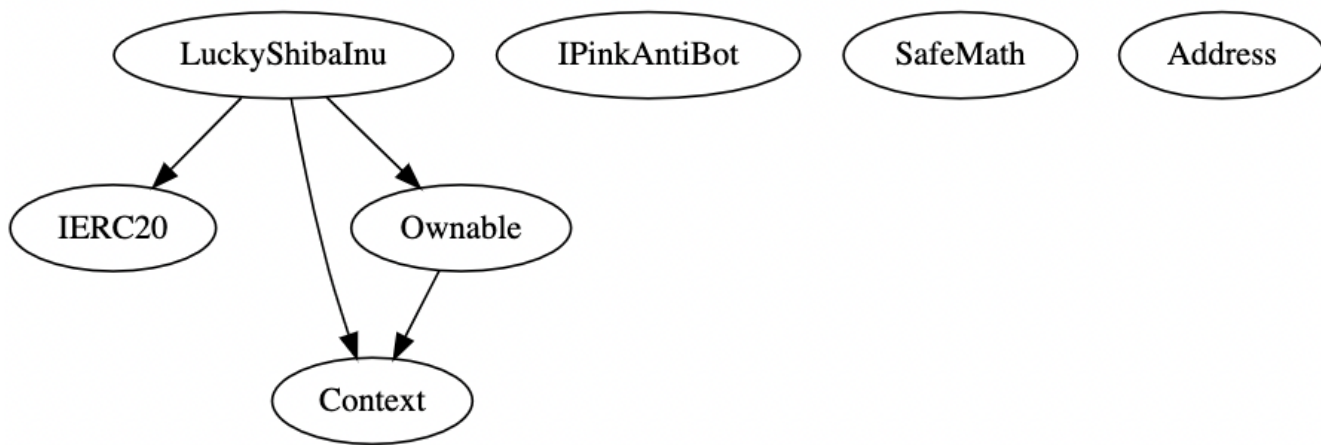 LuckyShibaInu
IPinkAntiBot
SafeMath
Address
IERC20
Ownable
Context